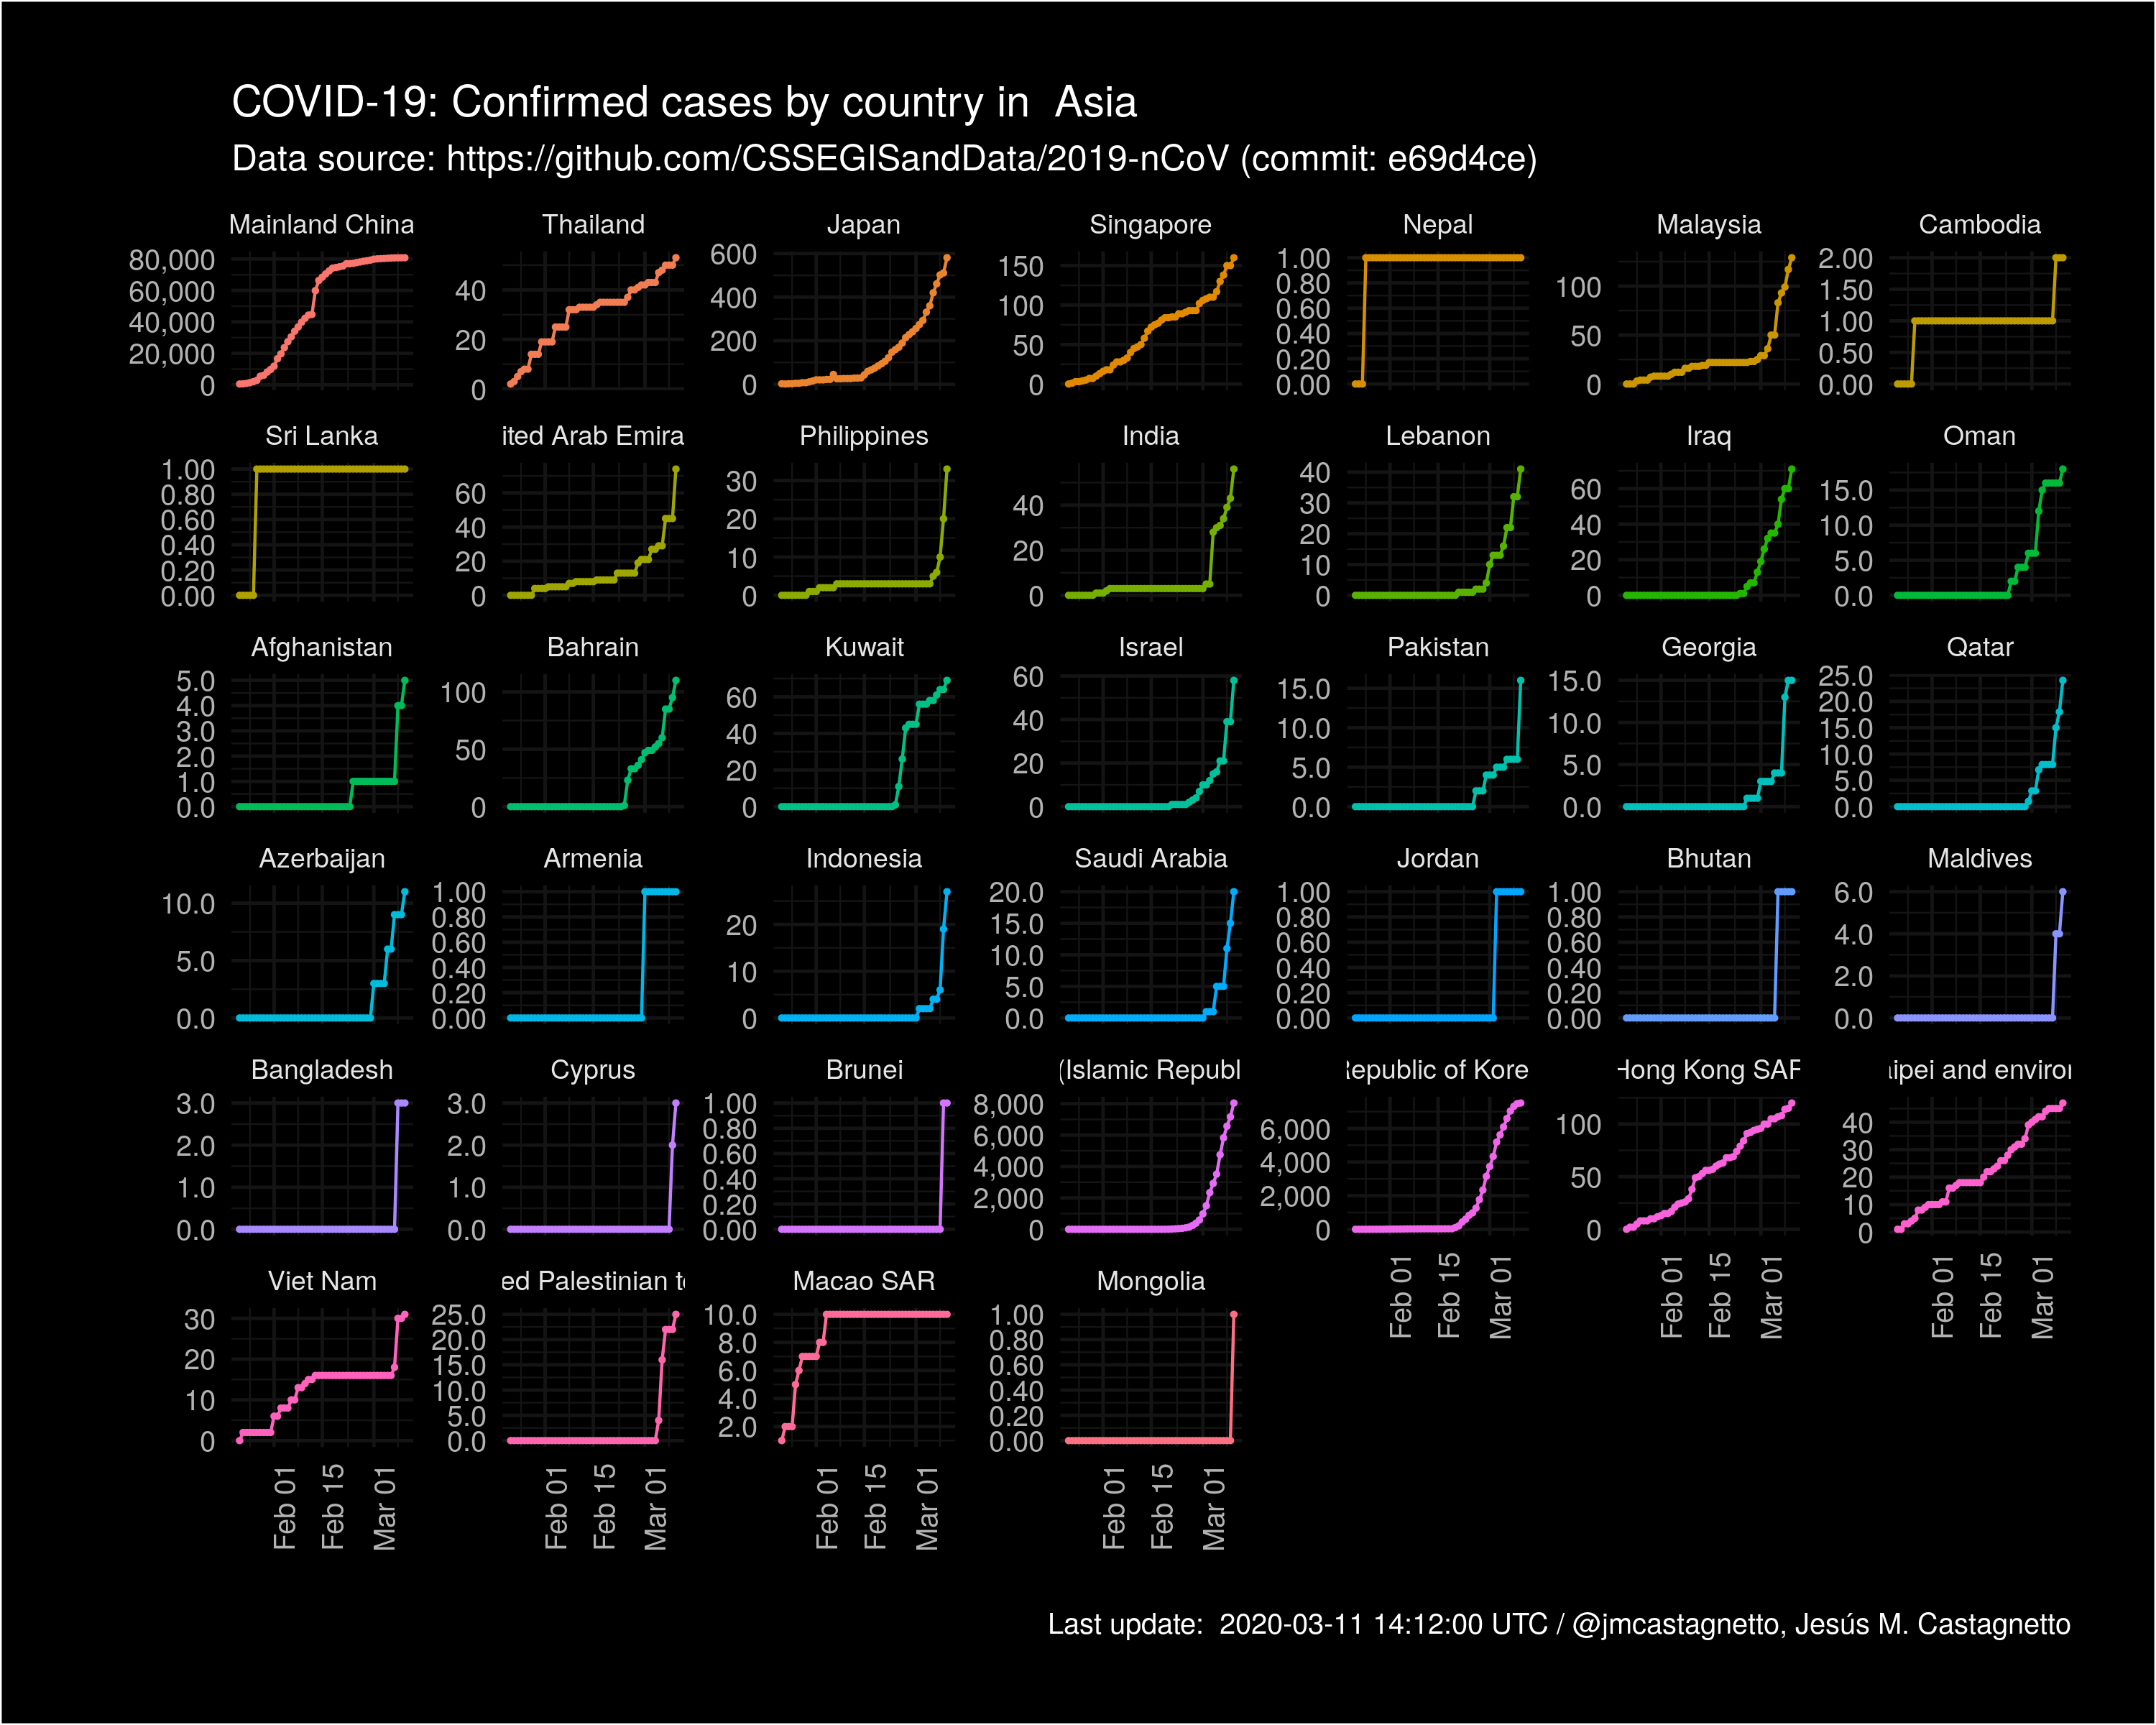 COVID-19: Confirmed cases by country in  Asia
Data source: https://github.com/CSSEGISandData/2019-nCoV (commit: e69d4ce)
Mainland China
80,000
60,000
40,000
20,000
0
Thailand
40
20
0
Japan
600
400
200
0
Singapore
150
100
50
0
Nepal
1.00
0.80
0.60
0.40
0.20
0.00
Malaysia
100
50
0
Cambodia
2.00
1.50
1.00
0.50
0.00
Sri Lanka
1.00
0.80
0.60
0.40
0.20
0.00
ited Arab Emira
60
40
20
0
Philippines
30
20
10
0
India
40
20
0
Lebanon
40
30
20
10
0
Iraq
60
40
20
0
Oman
15.0
10.0
5.0
0.0
Afghanistan
5.0
4.0
3.0
2.0
1.0
0.0
Bahrain
100
50
0
Kuwait
60
40
20
0
Israel
60
40
20
0
Pakistan
15.0
10.0
5.0
0.0
Georgia
15.0
10.0
5.0
0.0
Qatar
25.0
20.0
15.0
10.0
5.0
0.0
Azerbaijan
10.0
5.0
0.0
Armenia
1.00
0.80
0.60
0.40
0.20
0.00
Indonesia
20
10
0
Saudi Arabia
20.0
15.0
10.0
5.0
0.0
Jordan
1.00
0.80
0.60
0.40
0.20
0.00
Bhutan
1.00
0.80
0.60
0.40
0.20
0.00
Maldives
6.0
4.0
2.0
0.0
Bangladesh
3.0
2.0
1.0
0.0
Cyprus
3.0
2.0
1.0
0.0
Brunei
1.00
0.80
0.60
0.40
0.20
0.00
(Islamic Republ
8,000
6,000
4,000
2,000
0
Republic of Kore
6,000
4,000
2,000
0
Feb 01
Feb 15
Mar 01
Hong Kong SAR
100
50
0
Feb 01
Feb 15
Mar 01
aipei and environ
40
30
20
10
0
Feb 01
Feb 15
Mar 01
Viet Nam
30
20
10
0
Feb 01
Feb 15
Mar 01
ed Palestinian te
25.0
20.0
15.0
10.0
5.0
0.0
Feb 01
Feb 15
Mar 01
Macao SAR
10.0
8.0
6.0
4.0
2.0
Feb 01
Feb 15
Mar 01
Mongolia
1.00
0.80
0.60
0.40
0.20
0.00
Feb 01
Feb 15
Mar 01
Last update:  2020-03-11 14:12:00 UTC / @jmcastagnetto, Jesús M. Castagnetto